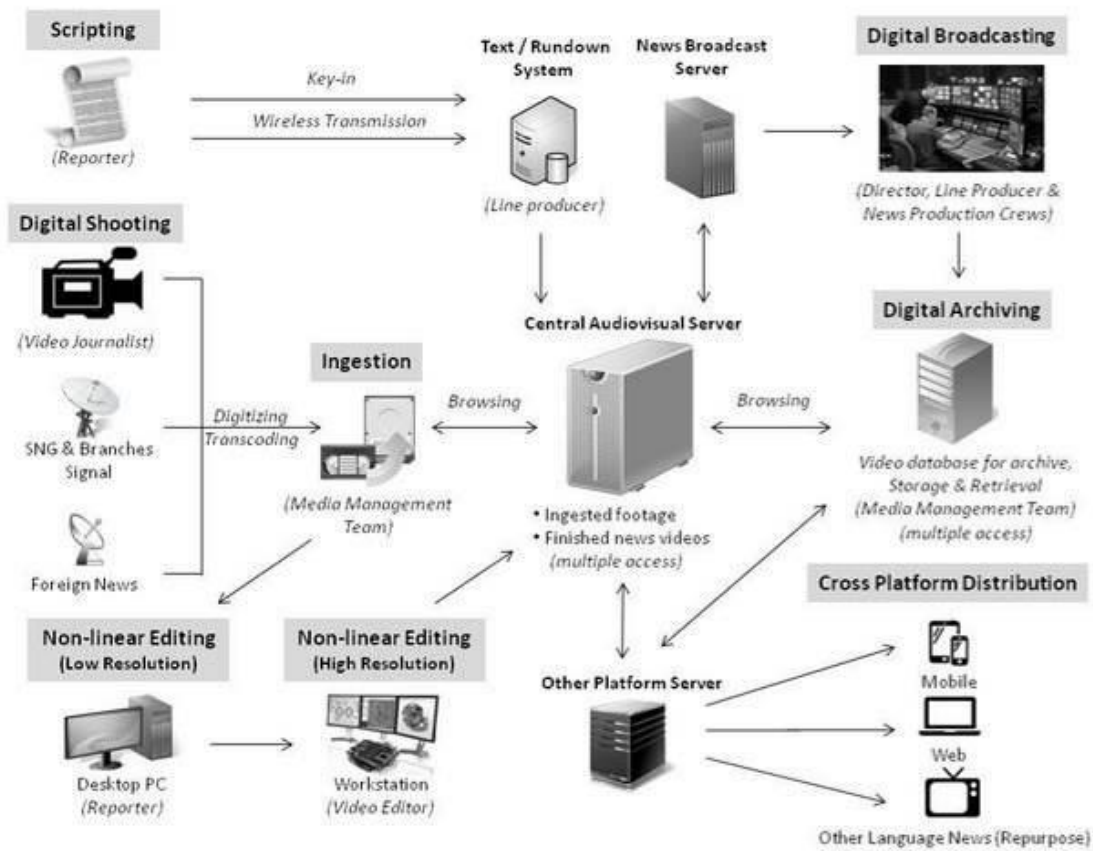 Scripting
(Reporter)
Key-in
Wireless Transmission
Text / Rundown
System
(Line producer)
News Broadcast
Server
Digital Broadcasting
(Director, Line Producer &
News Production Crews)
Digital Shooting
(Video Journalist)
SNG & Branches
Signal
Foreign News
Digitizing
Transcoding
Ingestion
(Media Management
Team)
Browsing
Central Audiovisual Server
• Ingested footage
• Finished news videos
(multiple access)
Browsing
Digital Archiving
Video database for archive,
Storage & Retrieval
(Media Management Team)
(multiple access)
Non-linear Editing
(Low Resolution)
Desktop PC
(Reporter)
Non-linear Editing
(High Resolution)
Workstation
(Video Editor)
Other Platform Server
Cross Platform Distribution
Mobile
Web
Other Language News (Repurpose)